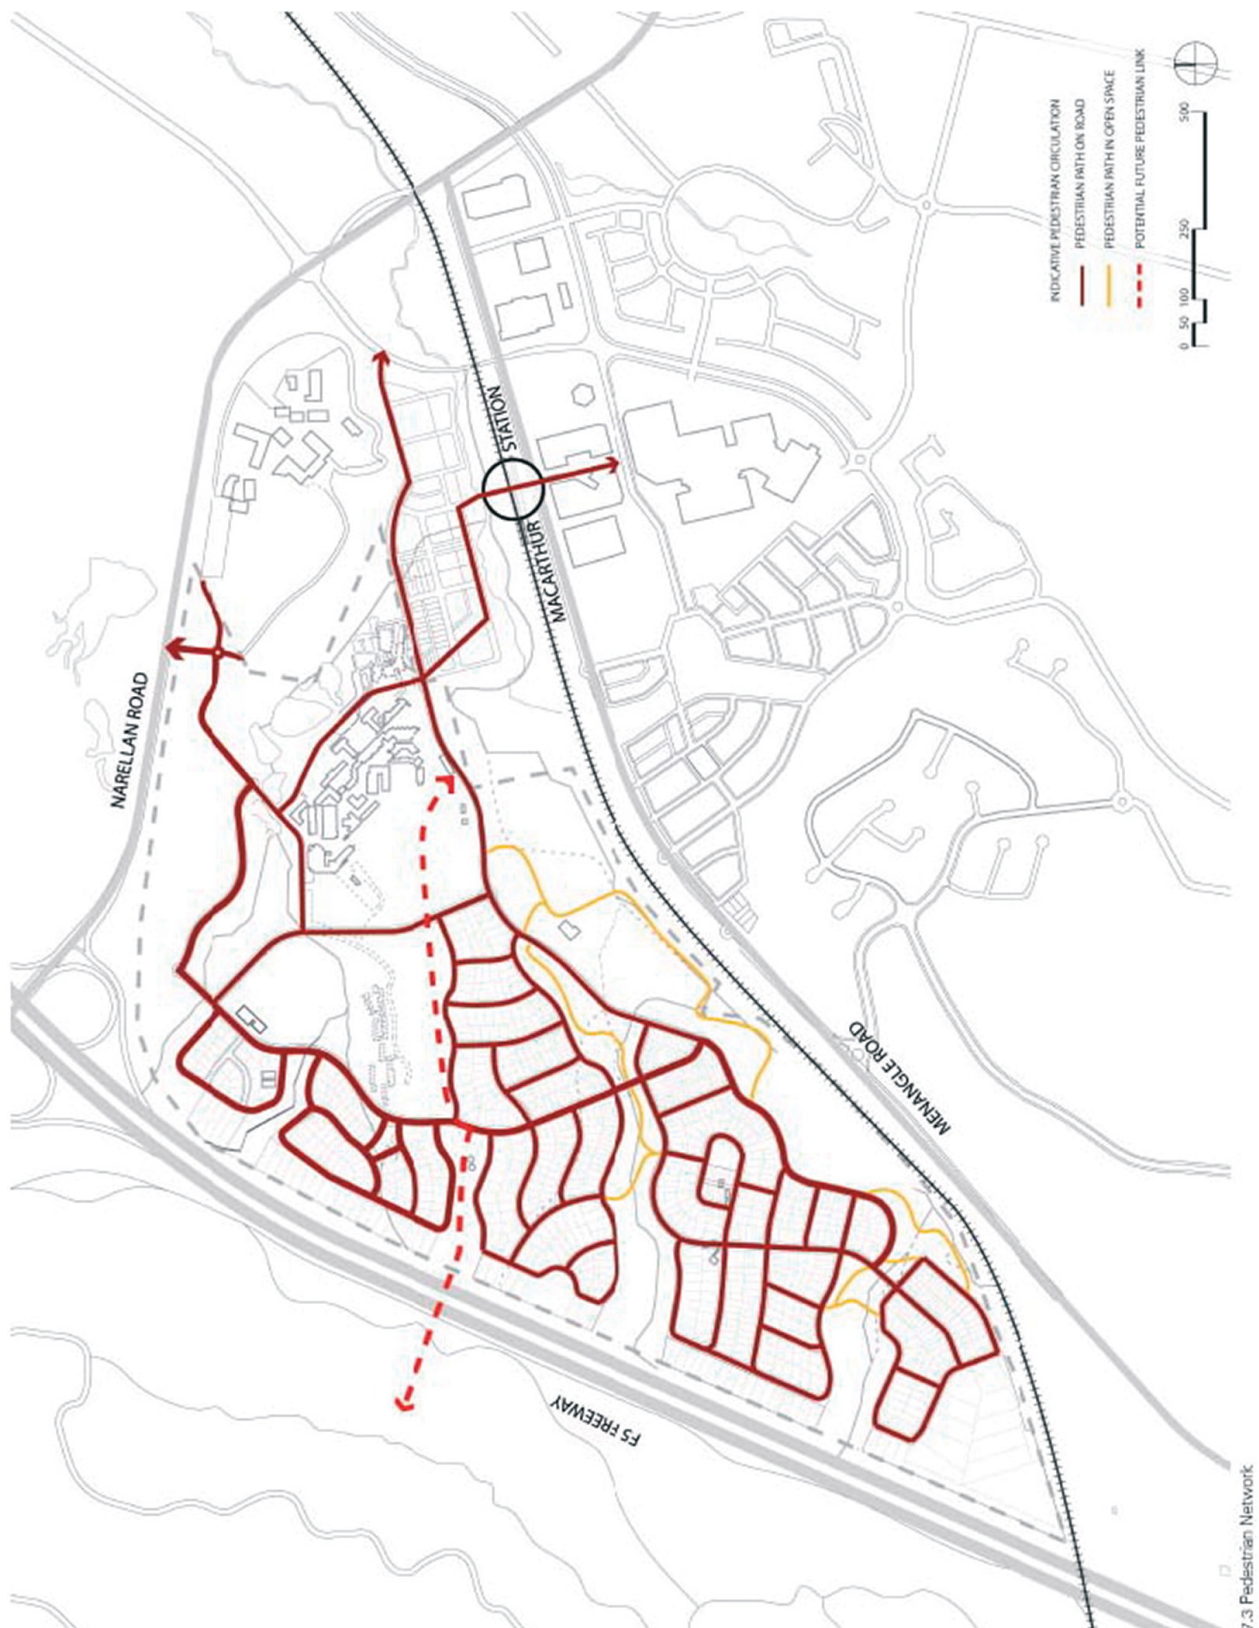 NARELLAN ROAD
MACARTHUR STATION
MENANGLE ROAD
F5 FREEWAY
INDICATIVE PEDESTRIAN CIRCULATION
PEDESTRIAN PATH ON ROAD
PEDESTRIAN PATH IN OPEN SPACE
POTENTIAL FUTURE PEDESTRIAN LINK
0 50 100 250 500
7.3 Pedestrian Network